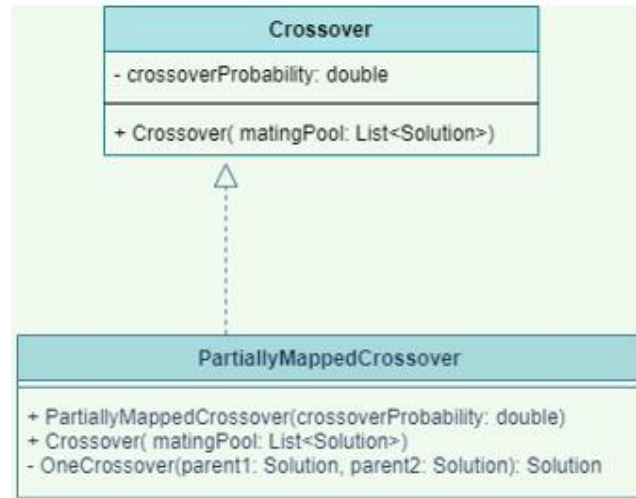 Crossover
- crossoverProbability: double
+ Crossover( matingPool: List<Solution>)
PartiallyMappedCrossover
+ PartiallyMappedCrossover(crossoverProbability: double)
+ Crossover( matingPool: List<Solution>)
- OneCrossover(parent1: Solution, parent2: Solution): Solution